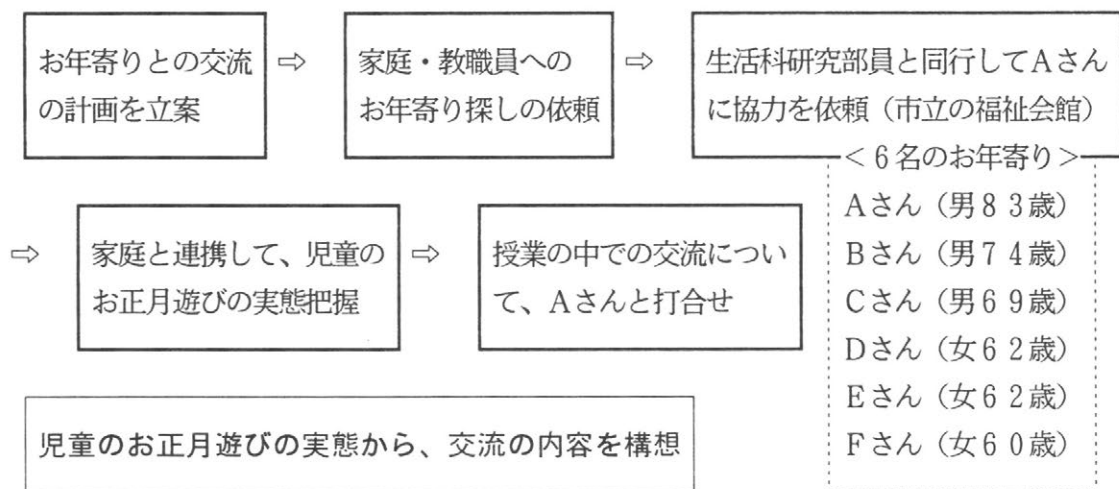 お年寄りとの交流
の計画を立案
⇨
家庭・教職員への
お年寄り探しの依頼
⇨
生活科研究部員と同行してAさん
に協力を依頼（市立の福祉会館）
⇨
家庭と連携して、児童の
お正月遊びの実態把握
⇨
授業の中での交流につい
て、Aさんと打合せ
＜６名のお年寄り＞
Aさん（男８３歳）
Bさん（男７４歳）
Cさん（男６９歳）
Dさん（女６２歳）
Eさん（女６２歳）
Fさん（女６０歳）
児童のお正月遊びの実態から、交流の内容を構想